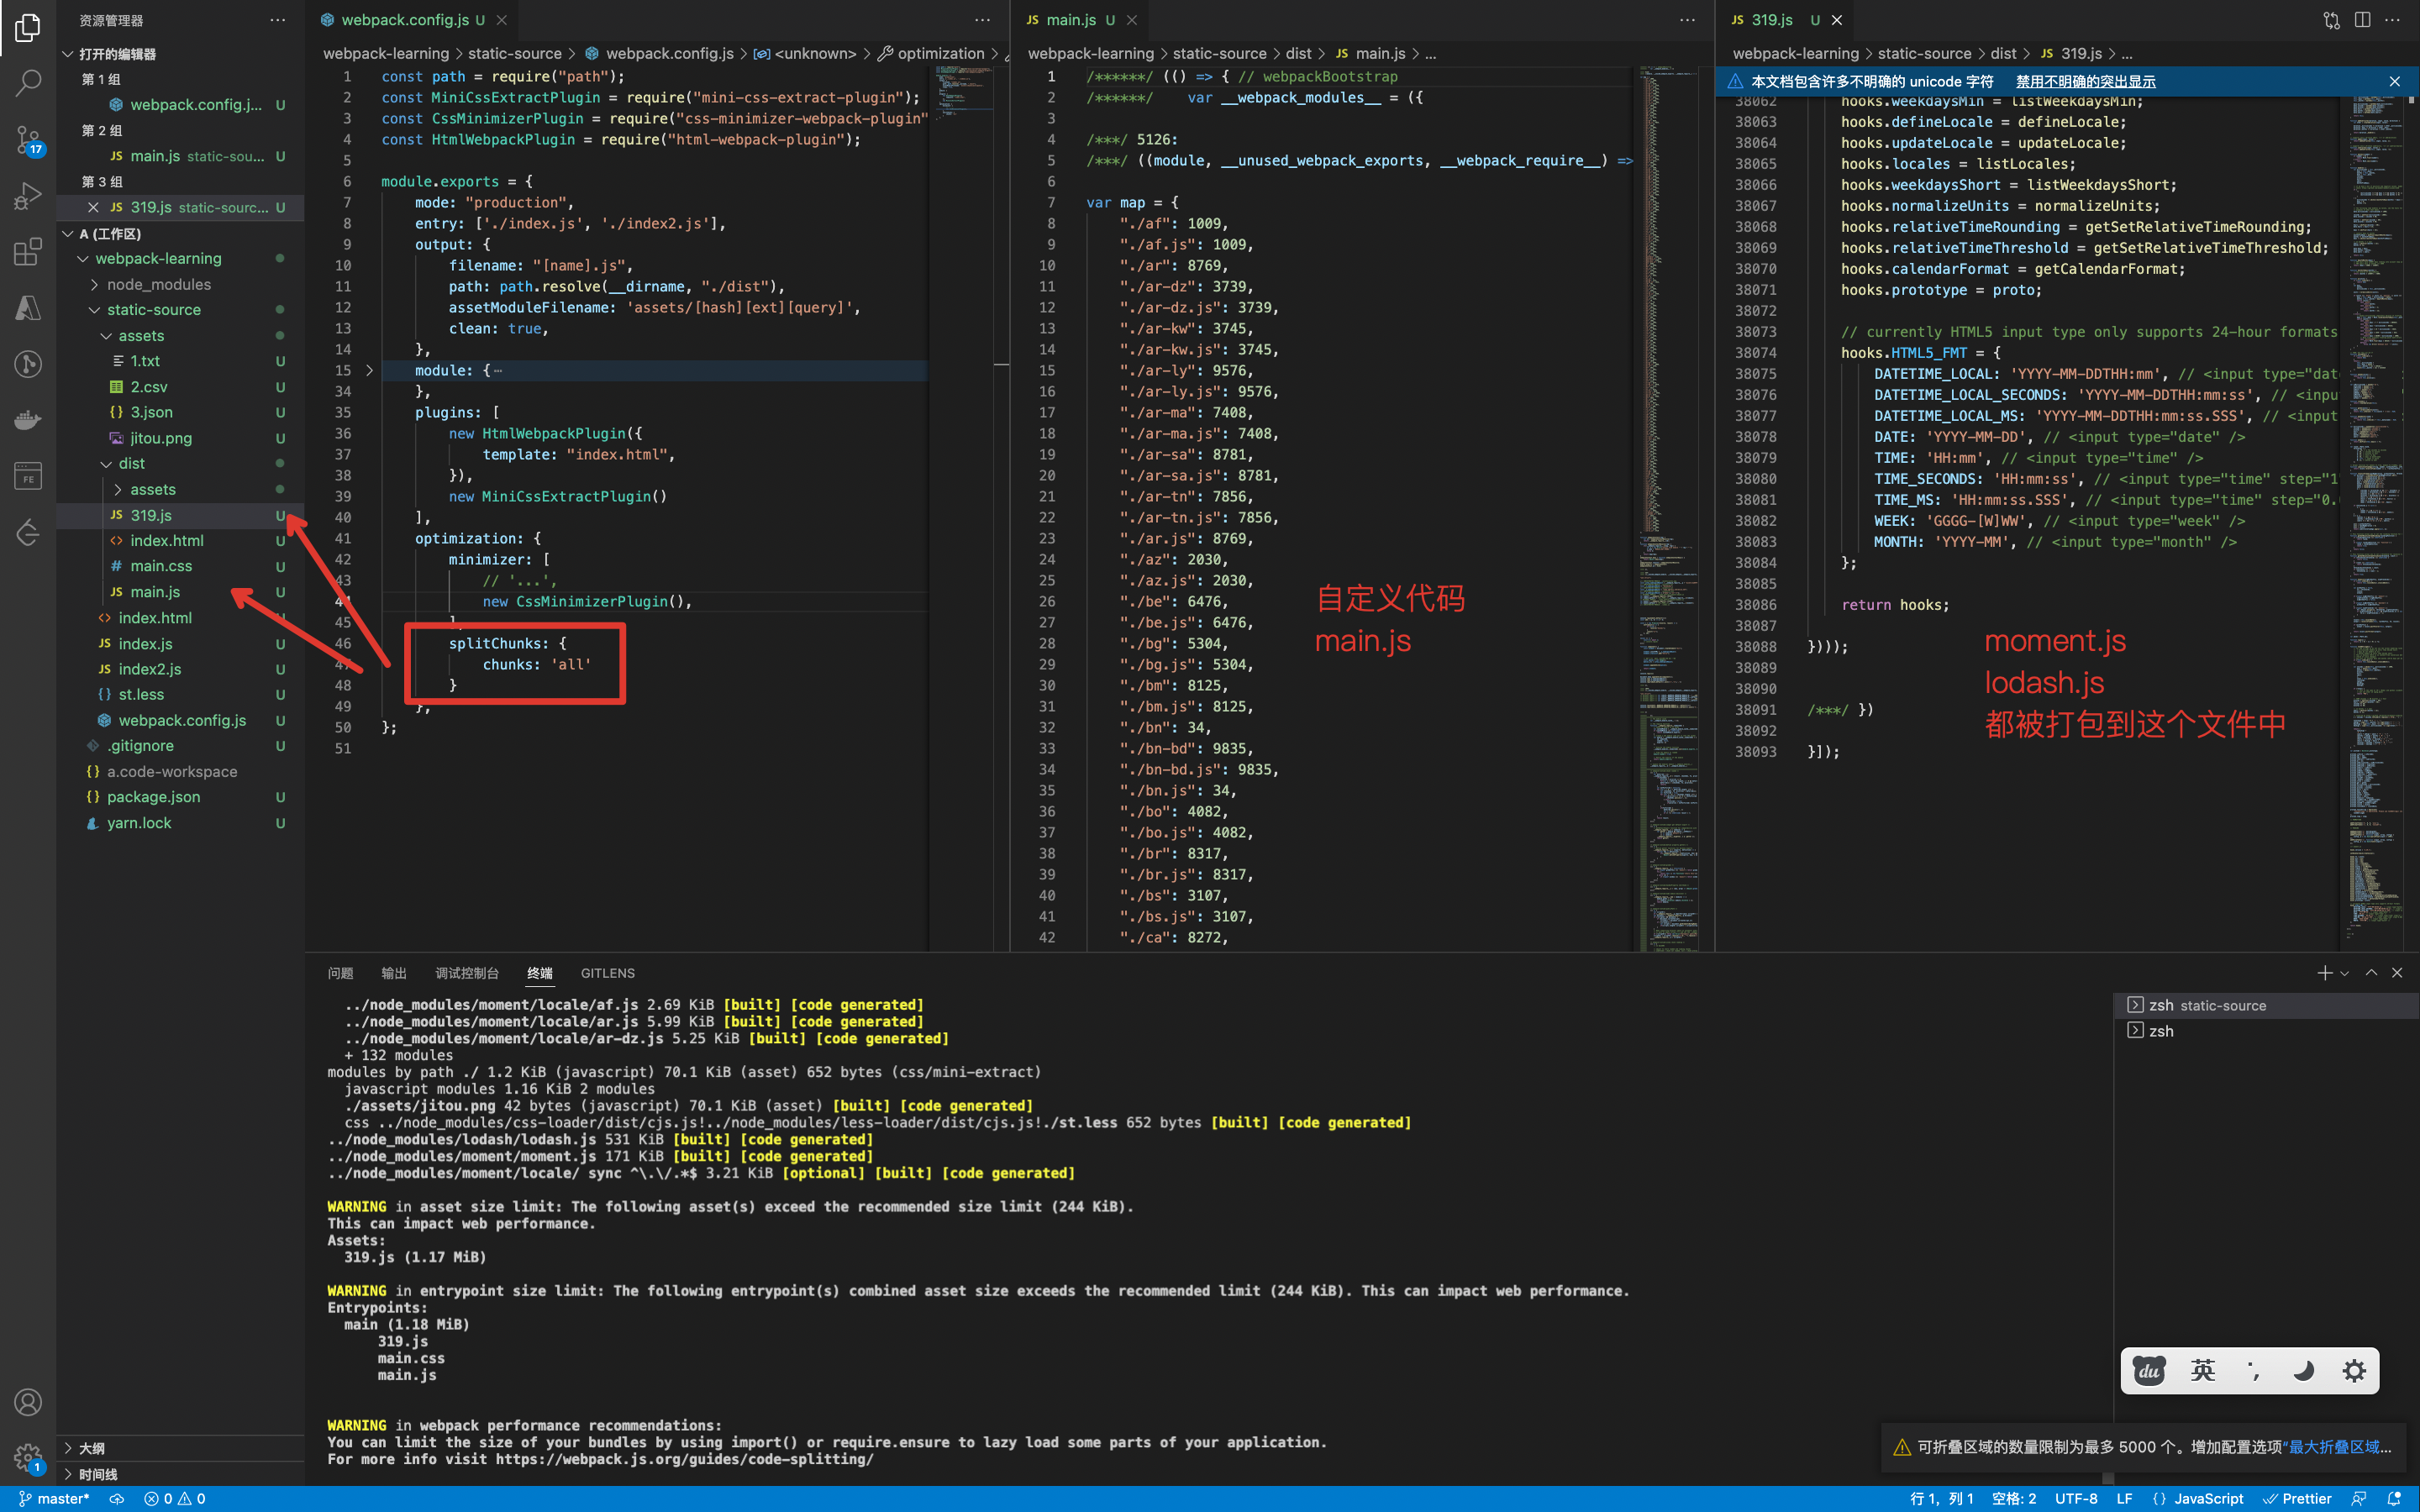 资源管理器
打开的编辑器
第 1 组
webpack.config.j... U
第 2 组
JS main.js static-sou... U
第 3 组
JS 319.js static-sourc... U
A (工作区)
webpack-learning
node_modules
static-source
assets
1.txt U
2.csv U
{} 3.json U
jitou.png U
dist
assets
JS 319.js U
<> index.html U
# main.css U
JS main.js U
<> index.html U
JS index.js U
JS index2.js U
{} st.less U
webpack.config.js U
.gitignore U
{} a.code-workspace
{} package.json U
yarn.lock U
大纲
时间线
17
FE
1
webpack.config.js U
webpack-learning > static-source > webpack.config.js > <unknown> > optimization >
1 const path = require("path");
2 const MiniCssExtractPlugin = require("mini-css-extract-plugin");
3 const CssMinimizerPlugin = require("css-minimizer-webpack-plugin"
4 const HtmlWebpackPlugin = require("html-webpack-plugin");
5
6 module.exports = {
7 mode: "production",
8 entry: ['./index.js', './index2.js'],
9 output: {
10 filename: "[name].js",
11 path: path.resolve(__dirname, "./dist"),
12 assetModuleFilename: 'assets/[hash][ext][query]',
13 clean: true,
14 },
15 module: {⋯
34 },
35 plugins: [
36 new HtmlWebpackPlugin({
37 template: "index.html",
38 }),
39 new MiniCssExtractPlugin()
40 ],
41 optimization: {
42 minimizer: [
43 // '...',
44 new CssMinimizerPlugin(),
45 ],
46 splitChunks: {
47 chunks: 'all'
48 }
49 },
50 };
51
JS main.js U
webpack-learning > static-source > dist > JS main.js > ...
1 /******/ (() => { // webpackBootstrap
2 /******/ var __webpack_modules__ = ({
3
4 /***/ 5126:
5 /***/ ((module, __unused_webpack_exports, __webpack_require__) =>
6
7 var map = {
8 "./af": 1009,
9 "./af.js": 1009,
10 "./ar": 8769,
11 "./ar-dz": 3739,
12 "./ar-dz.js": 3739,
13 "./ar-kw": 3745,
14 "./ar-kw.js": 3745,
15 "./ar-ly": 9576,
16 "./ar-ly.js": 9576,
17 "./ar-ma": 7408,
18 "./ar-ma.js": 7408,
19 "./ar-sa": 8781,
20 "./ar-sa.js": 8781,
21 "./ar-tn": 7856,
22 "./ar-tn.js": 7856,
23 "./ar.js": 8769,
24 "./az": 2030,
25 "./az.js": 2030,
26 "./be": 6476,
27 "./be.js": 6476,
28 "./bg": 5304,
29 "./bg.js": 5304,
30 "./bm": 8125,
31 "./bm.js": 8125,
32 "./bn": 34,
33 "./bn-bd": 9835,
34 "./bn-bd.js": 9835,
35 "./bn.js": 34,
36 "./bo": 4082,
37 "./bo.js": 4082,
38 "./br": 8317,
39 "./br.js": 8317,
40 "./bs": 3107,
41 "./bs.js": 3107,
42 "./ca": 8272,
自定义代码
main.js
JS 319.js U
webpack-learning > static-source > dist > JS 319.js > ...
本文档包含许多不明确的 unicode 字符 禁用不明确的突出显示
38062 hooks.weekdaysMin = listWeekdaysMin;
38063 hooks.defineLocale = defineLocale;
38064 hooks.updateLocale = updateLocale;
38065 hooks.locales = listLocales;
38066 hooks.weekdaysShort = listWeekdaysShort;
38067 hooks.normalizeUnits = normalizeUnits;
38068 hooks.relativeTimeRounding = getSetRelativeTimeRounding;
38069 hooks.relativeTimeThreshold = getSetRelativeTimeThreshold;
38070 hooks.calendarFormat = getCalendarFormat;
38071 hooks.prototype = proto;
38072
38073 // currently HTML5 input type only supports 24-hour formats
38074 hooks.HTML5_FMT = {
38075 DATETIME_LOCAL: 'YYYY-MM-DDTHH:mm', // <input type="dat
38076 DATETIME_LOCAL_SECONDS: 'YYYY-MM-DDTHH:mm:ss', // <inpu
38077 DATETIME_LOCAL_MS: 'YYYY-MM-DDTHH:mm:ss.SSS', // <input
38078 DATE: 'YYYY-MM-DD', // <input type="date" />
38079 TIME: 'HH:mm', // <input type="time" />
38080 TIME_SECONDS: 'HH:mm:ss', // <input type="time" step="1
38081 TIME_MS: 'HH:mm:ss.SSS', // <input type="time" step="0.
38082 WEEK: 'GGGG-[W]WW', // <input type="week" />
38083 MONTH: 'YYYY-MM', // <input type="month" />
38084 };
38085
38086 return hooks;
38087
38088 })));
38089
38090
38091 /***/ })
38092
38093 }]);
moment.js
lodash.js
都被打包到这个文件中
问题 输出 调试控制台 终端 GITLENS
../node_modules/moment/locale/af.js 2.69 KiB [built] [code generated]
../node_modules/moment/locale/ar.js 5.99 KiB [built] [code generated]
../node_modules/moment/locale/ar-dz.js 5.25 KiB [built] [code generated]
+ 132 modules
modules by path ./ 1.2 KiB (javascript) 70.1 KiB (asset) 652 bytes (css/mini-extract)
javascript modules 1.16 KiB 2 modules
./assets/jitou.png 42 bytes (javascript) 70.1 KiB (asset) [built] [code generated]
css ../node_modules/css-loader/dist/cjs.js!../node_modules/less-loader/dist/cjs.js!./st.less 652 bytes [built] [code generated]
../node_modules/lodash/lodash.js 531 KiB [built] [code generated]
../node_modules/moment/moment.js 171 KiB [built] [code generated]
../node_modules/moment/locale/ sync ^\.\/.*$ 3.21 KiB [optional] [built] [code generated]
WARNING in asset size limit: The following asset(s) exceed the recommended size limit (244 KiB).
This can impact web performance.
Assets:
319.js (1.17 MiB)
WARNING in entrypoint size limit: The following entrypoint(s) combined asset size exceeds the recommended limit (244 KiB). This can impact web performance.
Entrypoints:
main (1.18 MiB)
319.js
main.css
main.js
WARNING in webpack performance recommendations:
You can limit the size of your bundles by using import() or require.ensure to lazy load some parts of your application.
For more info visit https://webpack.js.org/guides/code-splitting/
zsh static-source
zsh
du 英
可折叠区域的数量限制为最多 5000 个。增加配置选项“最大折叠区域...
master* 0 0 行 1, 列 1 空格: 2 UTF-8 LF {} JavaScript Prettier